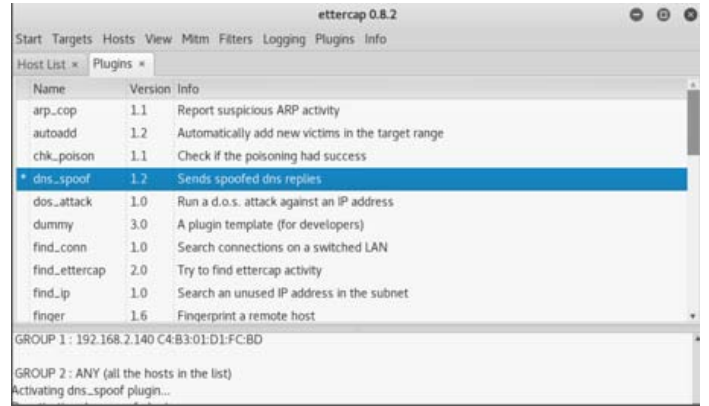 ettercap 0.8.2
Start Targets Hosts View Mitm Filters Logging Plugins Info
Host List × Plugins ×
Name Version Info
arp_cop 1.1 Report suspicious ARP activity
autoadd 1.2 Automatically add new victims in the target range
chk_poison 1.1 Check if the poisoning had success
* dns_spoof 1.2 Sends spoofed dns replies
dos_attack 1.0 Run a d.o.s. attack against an IP address
dummy 3.0 A plugin template (for developers)
find_conn 1.0 Search connections on a switched LAN
find_ettercap 2.0 Try to find ettercap activity
find_ip 1.0 Search an unused IP address in the subnet
finger 1.6 Fingerprint a remote host
GROUP 1 : 192.168.2.140 C4:B3:01:D1:FC:BD
GROUP 2 : ANY (all the hosts in the list)
Activating dns_spoof plugin...